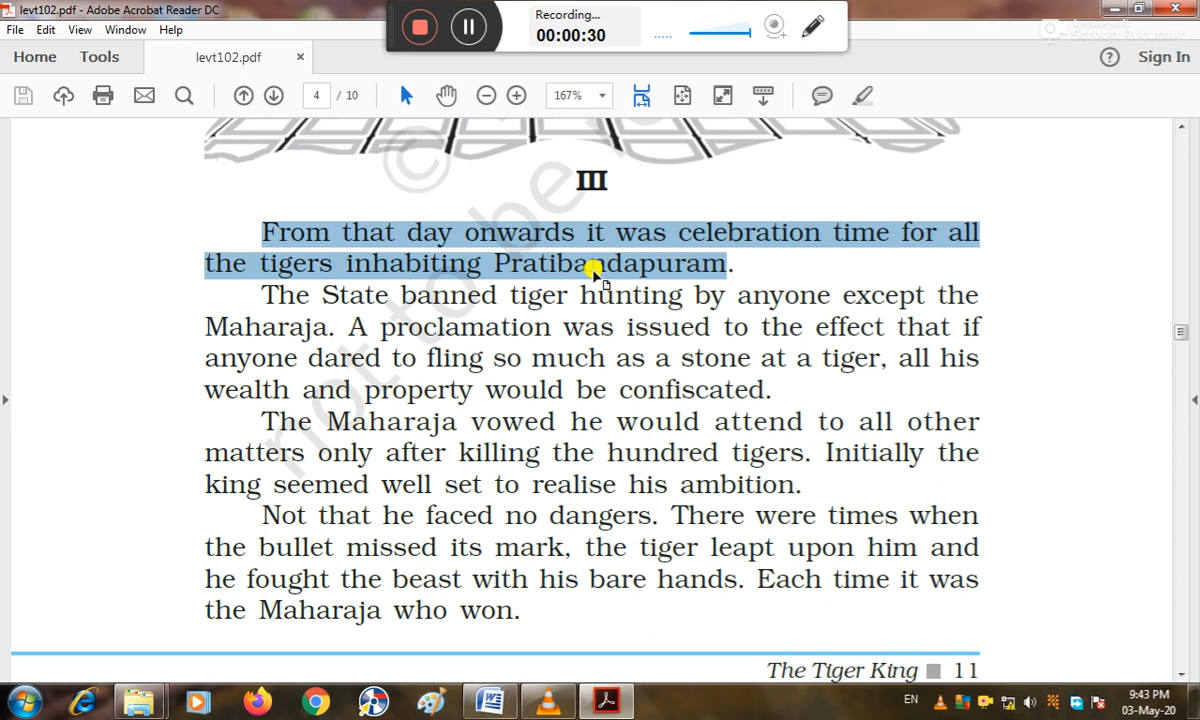 levt102.pdf - Adobe Acrobat Reader DC
Recording...
00:00:30
File Edit View Window Help
Screen Recorder
Home Tools levt102.pdf × ? Sign In
4 / 10 167%
III
From that day onwards it was celebration time for all
the tigers inhabiting Pratibandapuram.
The State banned tiger hunting by anyone except the
Maharaja. A proclamation was issued to the effect that if
anyone dared to fling so much as a stone at a tiger, all his
wealth and property would be confiscated.
The Maharaja vowed he would attend to all other
matters only after killing the hundred tigers. Initially the
king seemed well set to realise his ambition.
Not that he faced no dangers. There were times when
the bullet missed its mark, the tiger leapt upon him and
he fought the beast with his bare hands. Each time it was
the Maharaja who won.
The Tiger King 11
© not to be
EN 9:43 PM
03-May-20